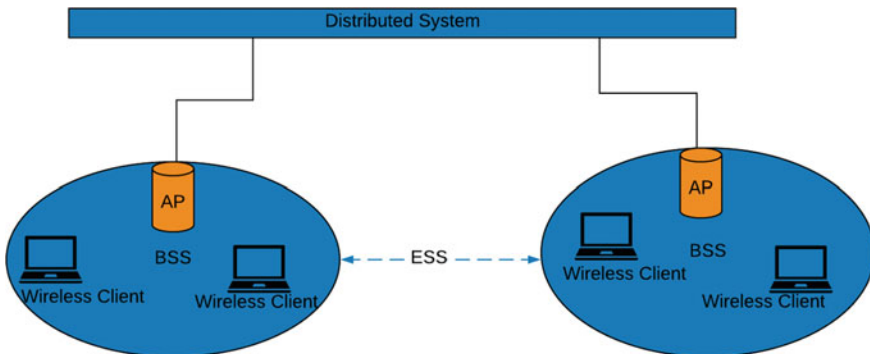 Distributed System
AP
BSS
Wireless Client
Wireless Client
ESS
AP
BSS
Wireless Client
Wireless Client